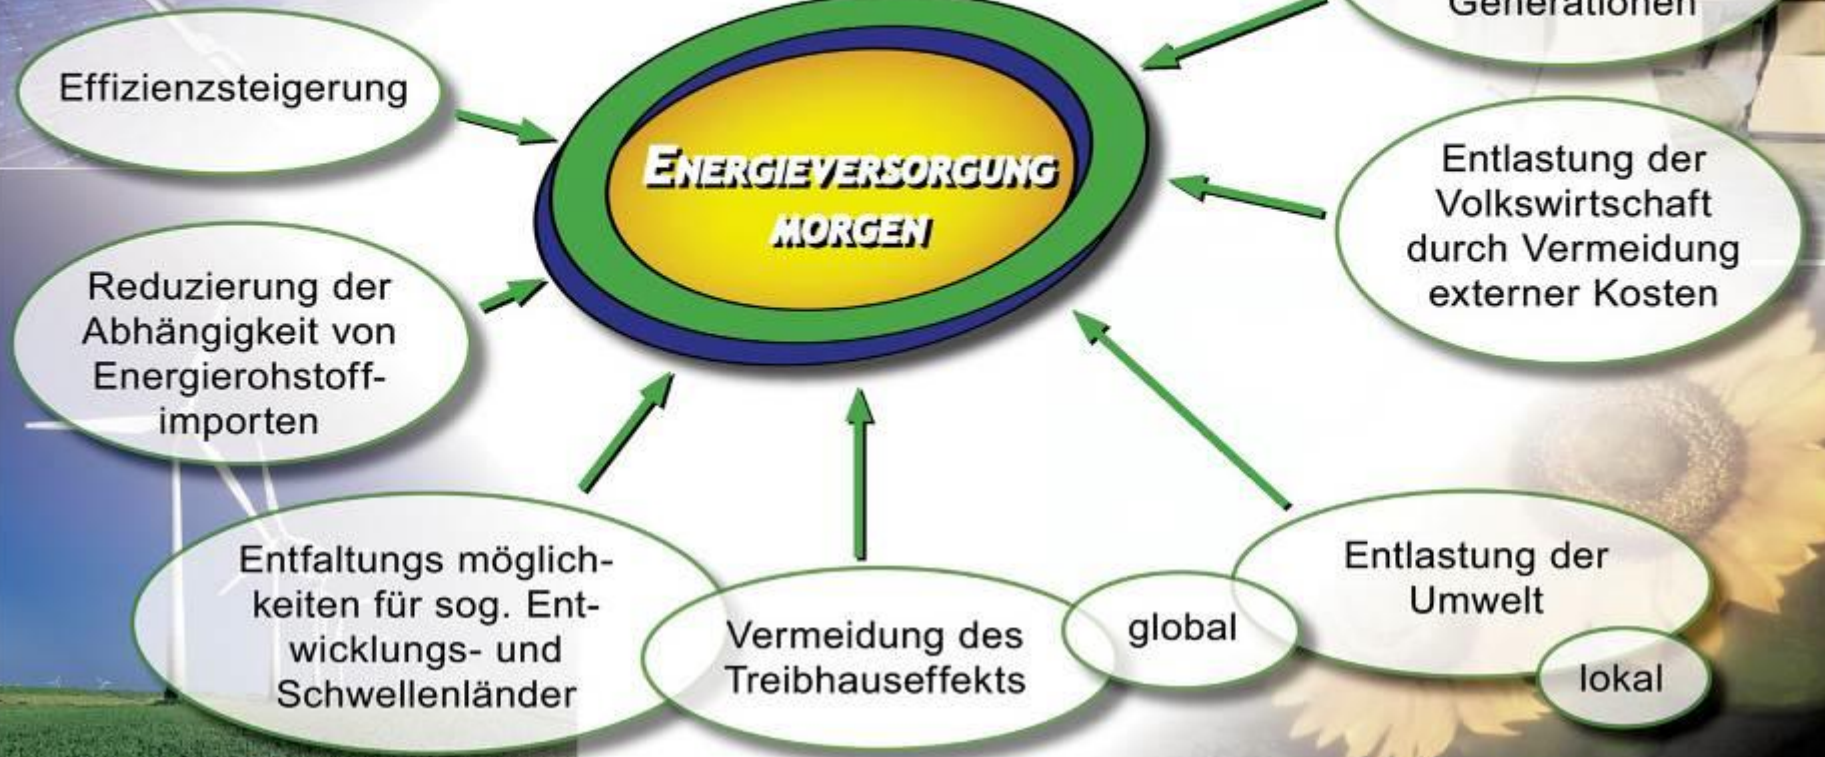 Generationen
Effizienzsteigerung
ENERGIEVERSORGUNG
MORGEN
Entlastung der
Volkswirtschaft
durch Vermeidung
externer Kosten
Reduzierung der
Abhängigkeit von
Energierohstoff-
importen
Entfaltungs möglich-
keiten für sog. Ent-
wicklungs- und
Schwellenländer
Vermeidung des
Treibhauseffekts
global
Entlastung der
Umwelt
lokal